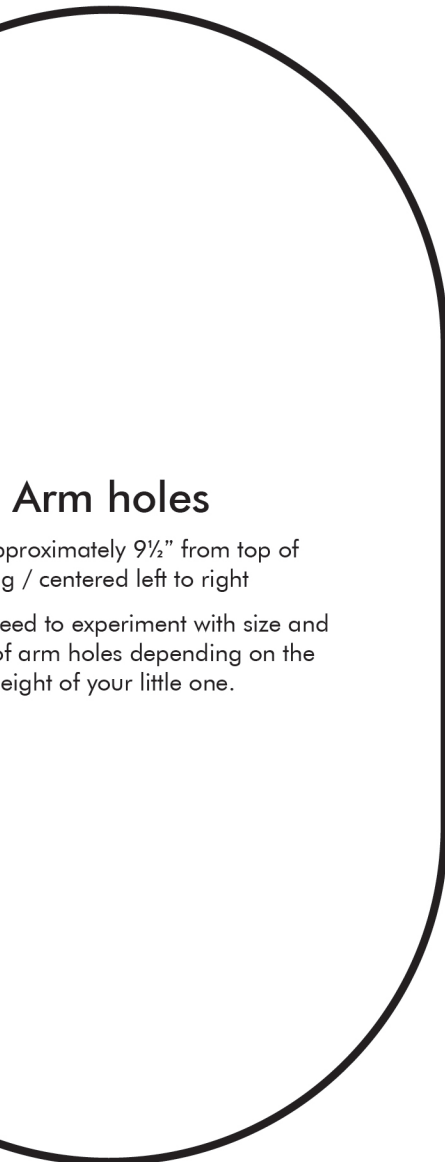 Arm holes
pproximately 9½” from top of
g / centered left to right
eed to experiment with size and
of arm holes depending on the
eight of your little one.